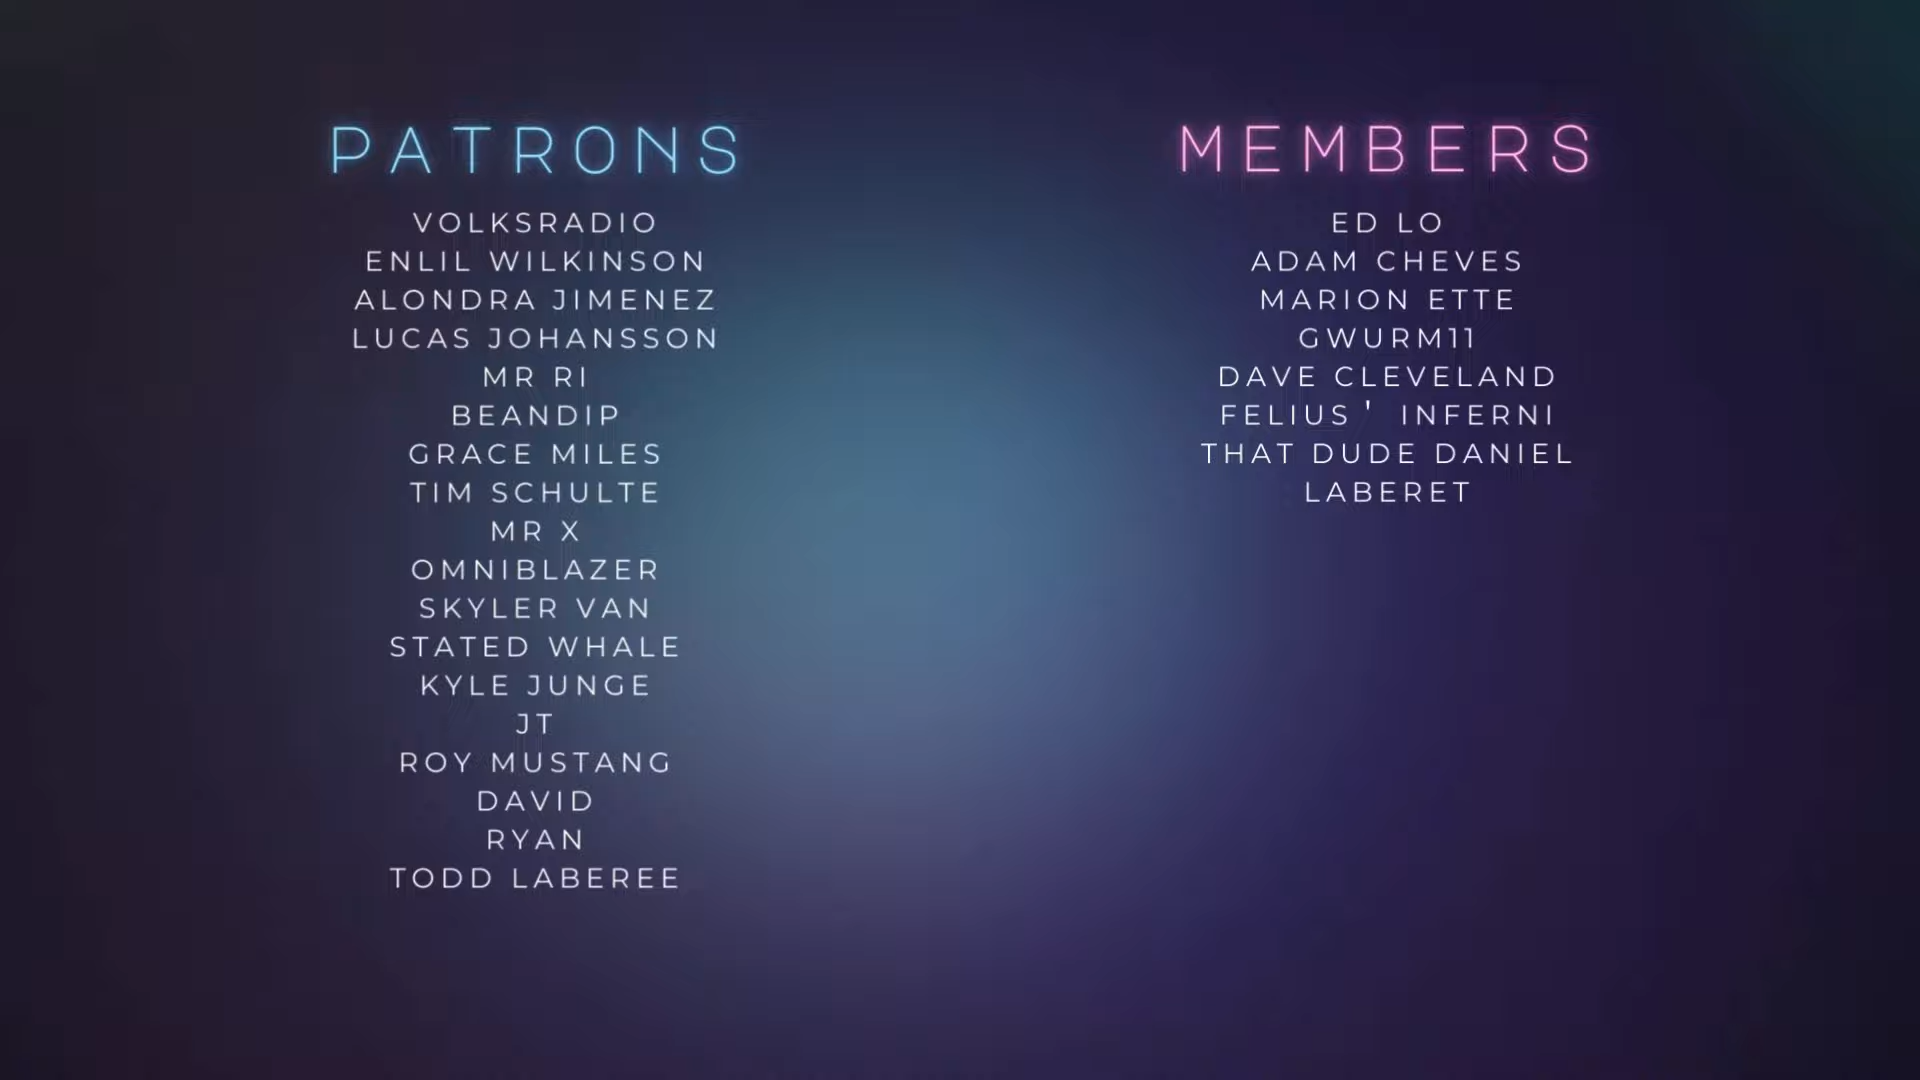 PATRONS
VOLKSRADIO
ENLIL WILKINSON
ALONDRA JIMENEZ
LUCAS JOHANSSON
MR RI
BEANDIP
GRACE MILES
TIM SCHULTE
MR X
OMNIBLAZER
SKYLER VAN
STATED WHALE
KYLE JUNGE
JT
ROY MUSTANG
DAVID
RYAN
TODD LABEREE
MEMBERS
ED LO
ADAM CHEVES
MARION ETTE
GWURM11
DAVE CLEVELAND
FELIUS ' INFERNI
THAT DUDE DANIEL
LABERET